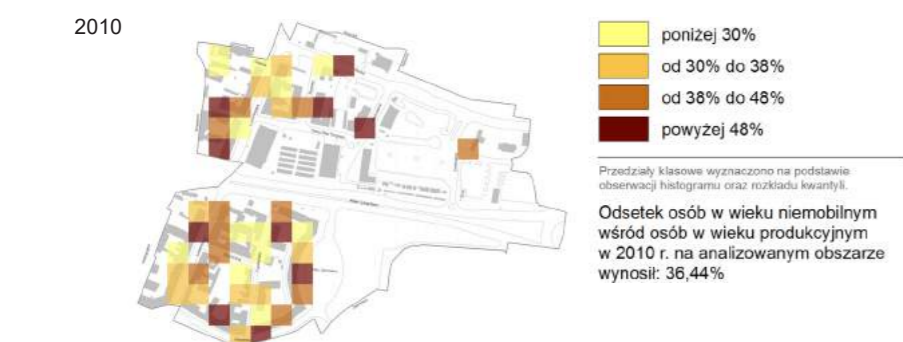 2010
poniżej 30%
od 30% do 38%
od 38% do 48%
powyżej 48%
Przedziały klasowe wyznaczono na podstawie
obserwacji histogramu oraz rozkładu kwantyli.
Odsetek osób w wieku niemobilnym
wśród osób w wieku produkcyjnym
w 2010 r. na analizowanym obszarze
wynosił: 36,44%